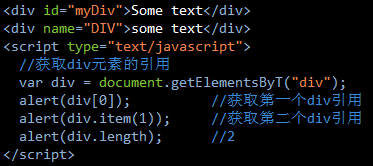 <div id="myDiv">Some text</div>
<div name="DIV">some text</div>
<script type="text/javascript">
  //获取div元素的引用
  var div = document.getElementsByT("div");
  alert(div[0]);          //获取第一个div引用
  alert(div.item(1));     //获取第二个div引用
  alert(div.length);      //2
</script>